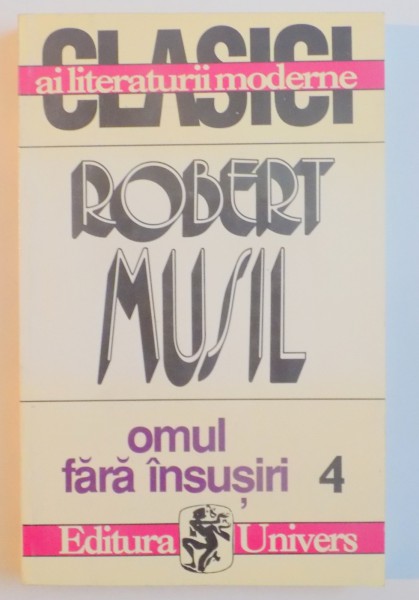 CLASICI
ai literaturii moderne
ROBERT
MUSIL
omul
fără însușiri 4
Editura Univers